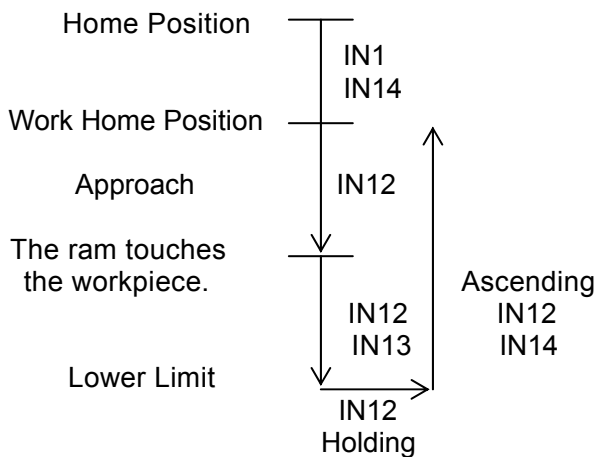 Home Position
IN1
IN14
Work Home Position
Approach
IN12
The ram touches
the workpiece.
IN12
IN13
Ascending
IN12
IN14
Lower Limit
IN12
Holding